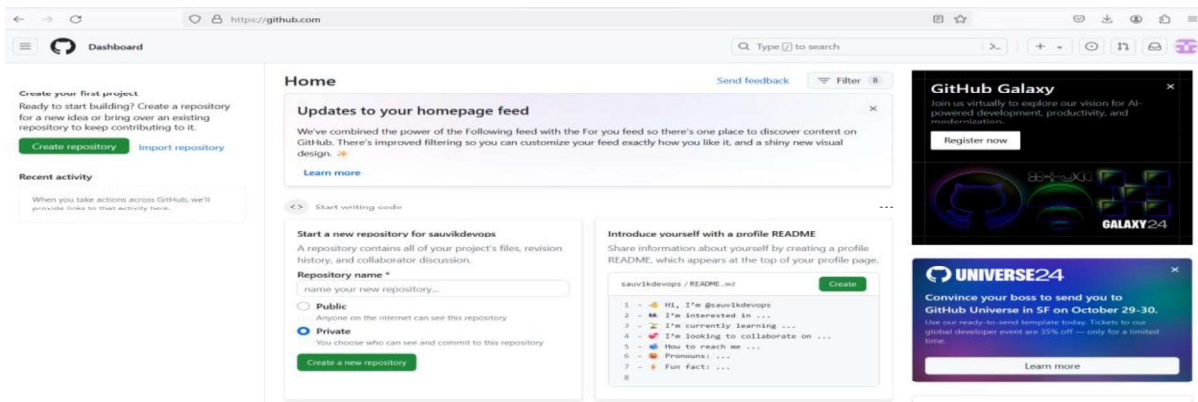 https://github.com
Dashboard
Type / to search
Create your first project
Ready to start building? Create a repository
for a new idea or bring over an existing
repository to keep contributing to it.
Create repository
Import repository
Recent activity
When you take actions across GitHub, we'll
provide links to that activity here.
Home
Send feedback
Filter 8
Updates to your homepage feed
We've combined the power of the Following feed with the For you feed so there's one place to discover content on
GitHub. There's improved filtering so you can customize your feed exactly how you like it, and a shiny new visual
design.
Learn more
<> Start writing code
Start a new repository for sauvikdevops
A repository contains all of your project's files, revision
history, and collaborator discussion.
Repository name *
name your new repository...
Public
Anyone on the internet can see this repository
Private
You choose who can see and commit to this repository
Create a new repository
Introduce yourself with a profile README
Share information about yourself by creating a profile
README, which appears at the top of your profile page.
sauvikdevops / README.md
Create
1 - Hi, I'm @sauvikdevops
2 - I'm interested in ...
3 - I'm currently learning ...
4 - I'm looking to collaborate on ...
5 - How to reach me ...
6 - Pronouns: ...
7 - Fun fact: ...
8
GitHub Galaxy
Join us virtually to explore our vision for AI-
powered development, productivity, and
modernization.
Register now
GALAXY24
UNIVERSE24
Convince your boss to send you to
GitHub Universe in SF on October 29-30.
Use our ready-to-send template today. Tickets to our
global developer event are 35% off — only for a limited
time.
Learn more